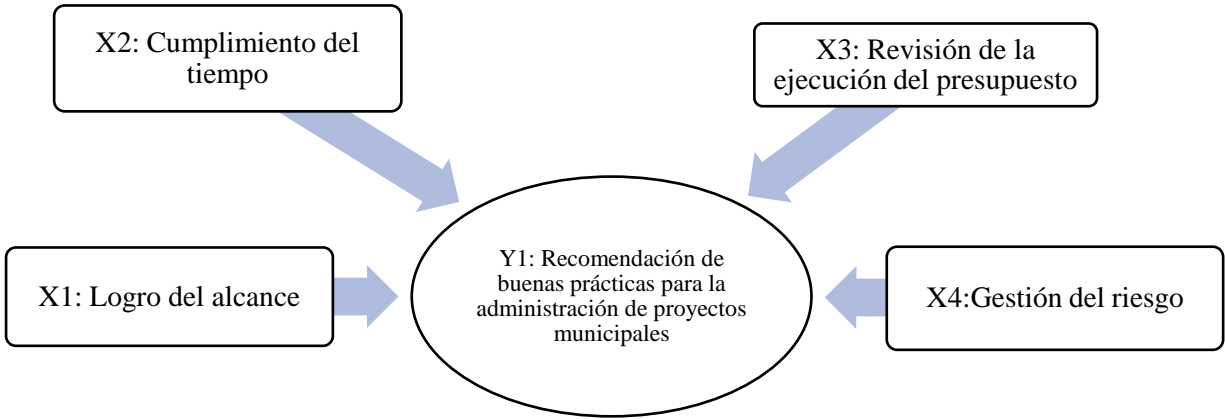 X2: Cumplimiento del
tiempo
X3: Revisión de la
ejecución del presupuesto
Y1: Recomendación de
buenas prácticas para la
administración de proyectos
municipales
X1: Logro del alcance
X4:Gestión del riesgo